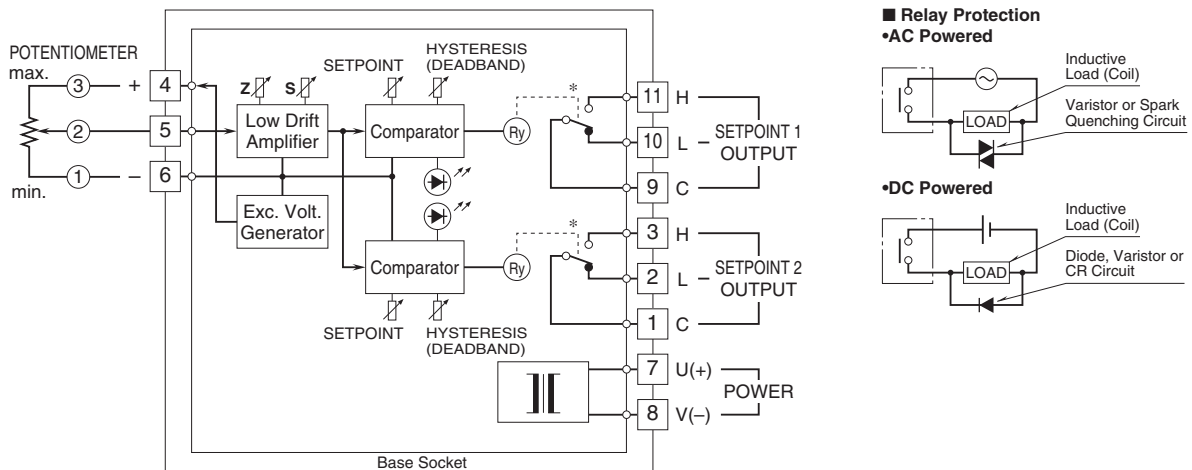 POTENTIOMETER
max.
3
+
4
2
5
1
–
6
min.
Z
S
Low Drift
Amplifier
Exc. Volt.
Generator
SETPOINT
HYSTERESIS
(DEADBAND)
Comparator
Ry
*
11 H
10 L
9 C
SETPOINT 1
OUTPUT
Comparator
Ry
*
3 H
2 L
1 C
SETPOINT 2
OUTPUT
SETPOINT
HYSTERESIS
(DEADBAND)
7 U(+)
8 V(–)
POWER
Base Socket
■ Relay Protection
•AC Powered
Inductive
Load (Coil)
LOAD
Varistor or Spark
Quenching Circuit
•DC Powered
Inductive
Load (Coil)
LOAD
Diode, Varistor or
CR Circuit